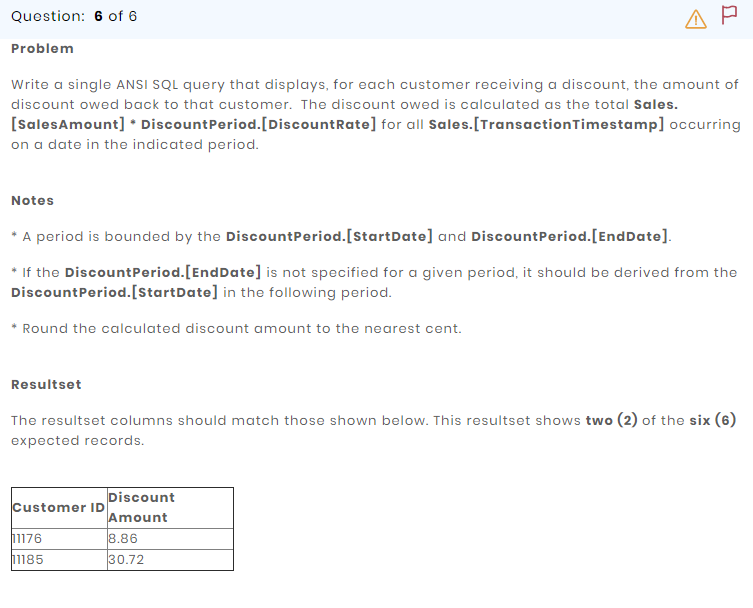 Question: 6 of 6
Problem
Write a single ANSI SQL query that displays, for each customer receiving a discount, the amount of
discount owed back to that customer. The discount owed is calculated as the total Sales.
[SalesAmount] * DiscountPeriod.[DiscountRate] for all Sales.[TransactionTimestamp] occurring
on a date in the indicated period.
Notes
* A period is bounded by the DiscountPeriod.[StartDate] and DiscountPeriod.[EndDate].
* If the DiscountPeriod.[EndDate] is not specified for a given period, it should be derived from the
DiscountPeriod.[StartDate] in the following period.
* Round the calculated discount amount to the nearest cent.
Resultset
The resultset columns should match those shown below. This resultset shows two (2) of the six (6)
expected records.
Customer ID Discount
Amount
11176 8.86
11185 30.72